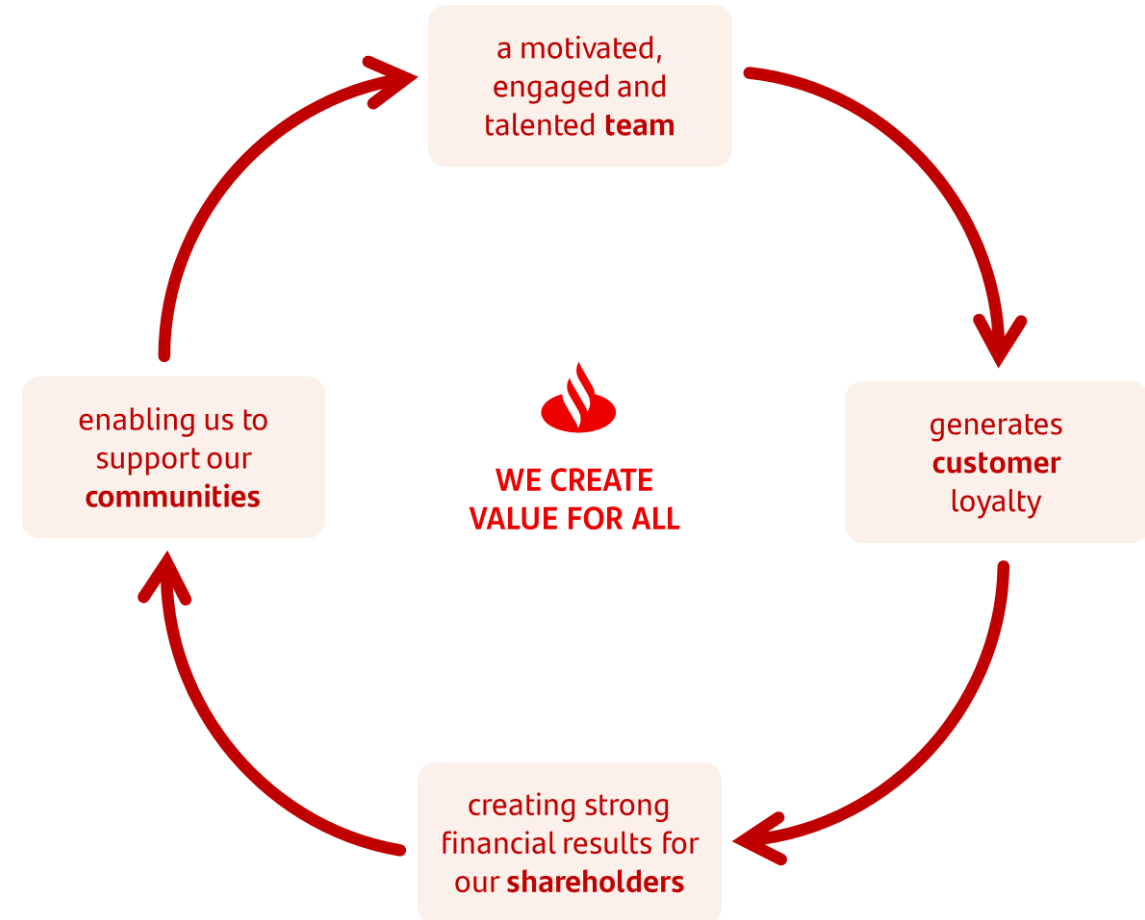 a motivated,
engaged and
talented team
generates
customer
loyalty
creating strong
financial results for
our shareholders
enabling us to
support our
communities
WE CREATE
VALUE FOR ALL